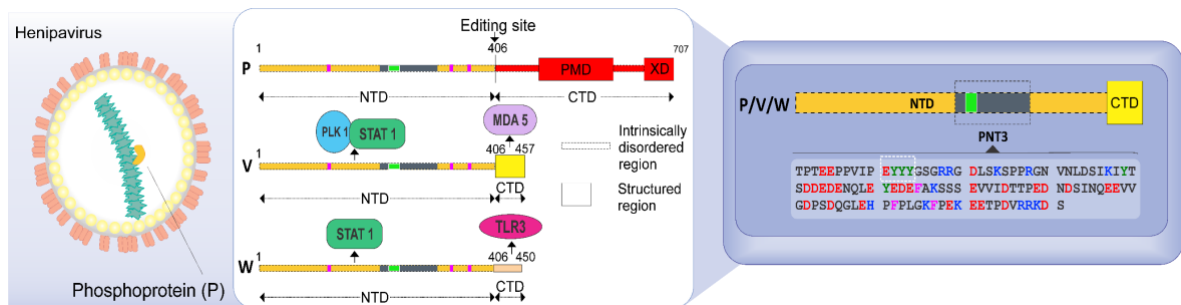 Henipavirus
Phosphoprotein (P)
Editing site
1 406 707
P PMD XD
NTD CTD
PLK 1 STAT 1 MDA 5
1 406 457
V
NTD CTD
STAT 1 TLR3
1 406 450
W
NTD CTD
Intrinsically
disordered
region
Structured
region
P/V/W NTD CTD
PNT3
TPTEEPPVIP EYYYGSGRRG DLSKSPPRGN VNLDSIKIYT
SDDEDENQLE YEDEFAKSSS EVVIDTTPED NDSINQEEVV
GDPSDQGLEH PFPLGKFPEK EETPDVRRKD S